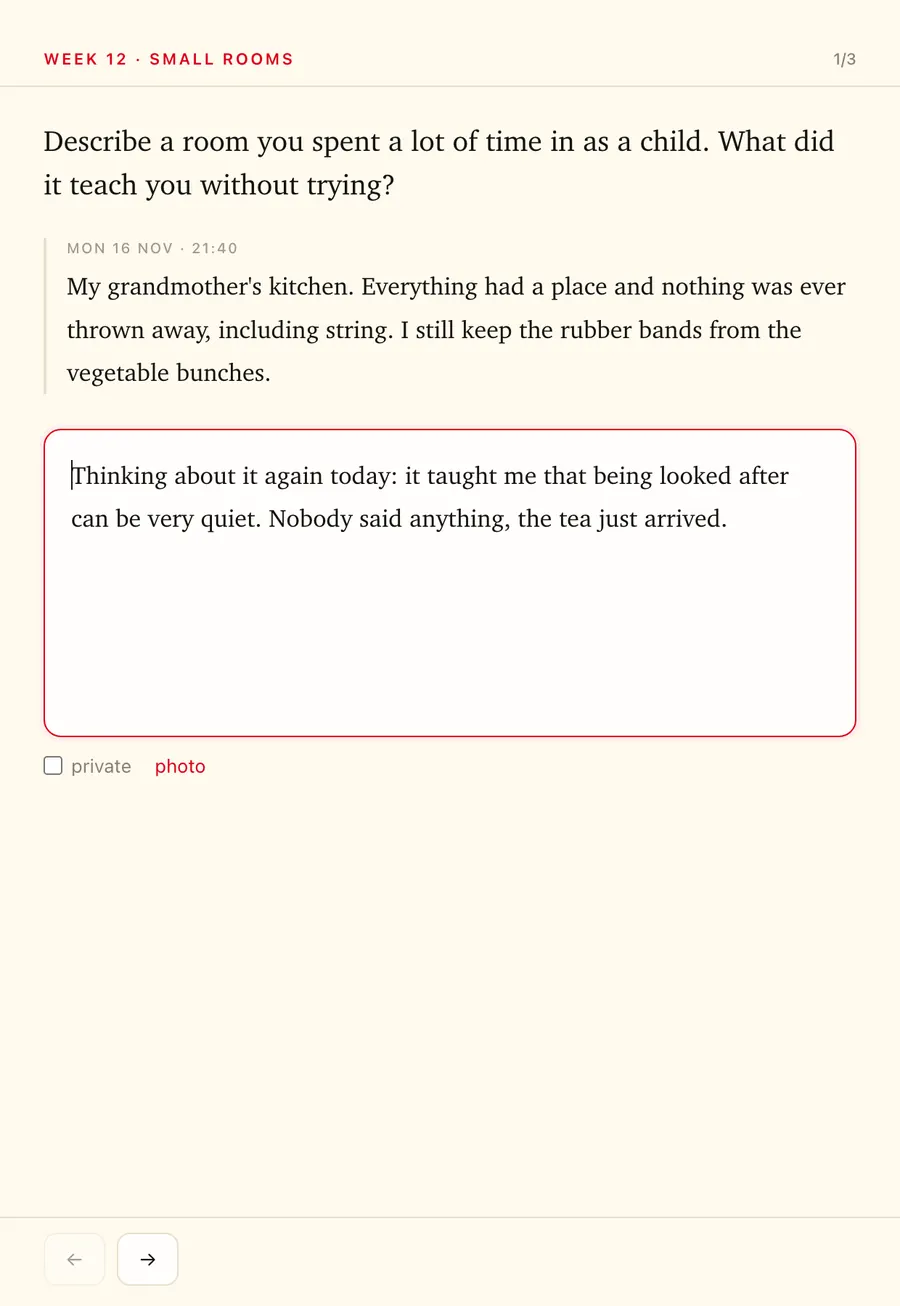 WEEK 12 · SMALL ROOMS
1/3
Describe a room you spent a lot of time in as a child. What did
it teach you without trying?
MON 16 NOV · 21:40
My grandmother's kitchen. Everything had a place and nothing was ever
thrown away, including string. I still keep the rubber bands from the
vegetable bunches.
Thinking about it again today: it taught me that being looked after
can be very quiet. Nobody said anything, the tea just arrived.
private photo
← →